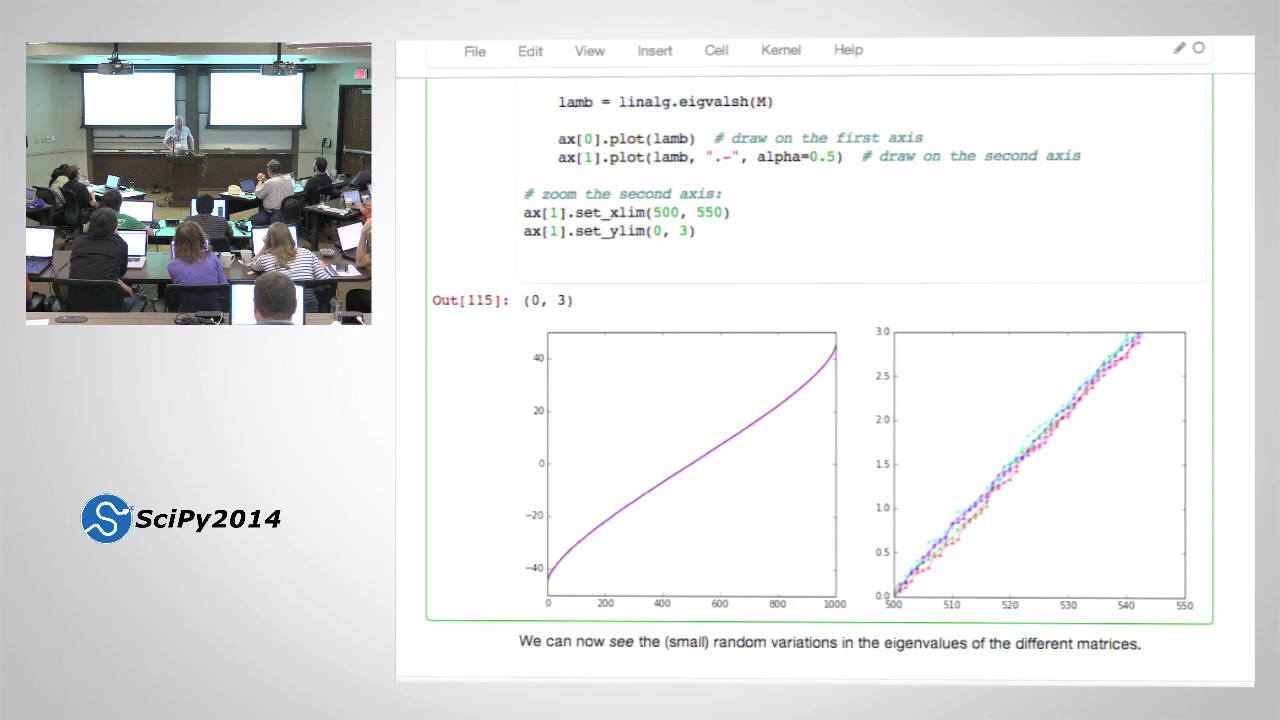 File Edit View Insert Cell Kernel Help
lamb = linalg.eigvalsh(M)
ax[0].plot(lamb)  # draw on the first axis
ax[1].plot(lamb, ".-", alpha=0.5)  # draw on the second axis
# zoom the second axis:
ax[1].set_xlim(500, 550)
ax[1].set_ylim(0, 3)
Out[115]: (0, 3)
40
20
0
−20
−40
0 200 400 600 800 1000
3.0
2.5
2.0
1.5
1.0
0.5
0.0
500 510 520 530 540 550
We can now see the (small) random variations in the eigenvalues of the different matrices.
SciPy2014